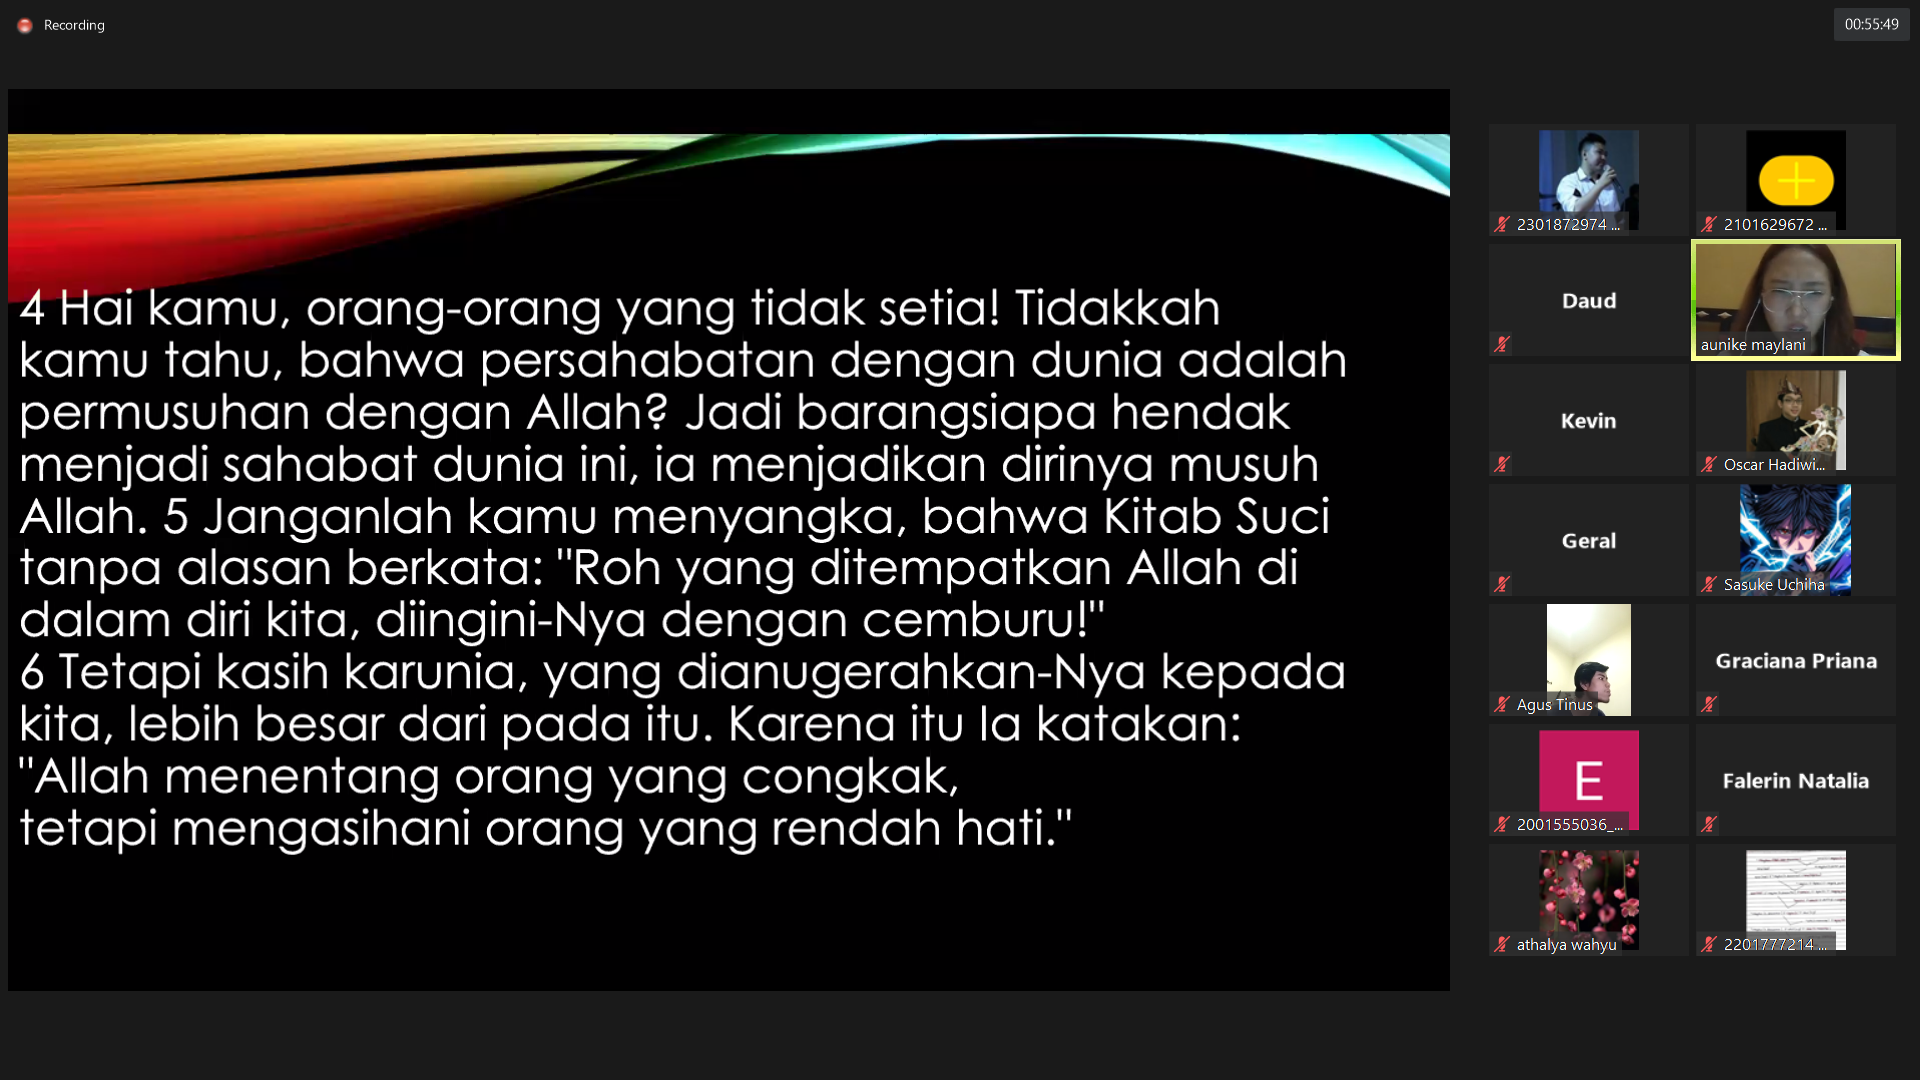 Recording
00:55:49
4 Hai kamu, orang-orang yang tidak setia! Tidakkah
kamu tahu, bahwa persahabatan dengan dunia adalah
permusuhan dengan Allah? Jadi barangsiapa hendak
menjadi sahabat dunia ini, ia menjadikan dirinya musuh
Allah. 5 Janganlah kamu menyangka, bahwa Kitab Suci
tanpa alasan berkata: "Roh yang ditempatkan Allah di
dalam diri kita, diingini-Nya dengan cemburu!"
6 Tetapi kasih karunia, yang dianugerahkan-Nya kepada
kita, lebih besar dari pada itu. Karena itu Ia katakan:
"Allah menentang orang yang congkak,
tetapi mengasihani orang yang rendah hati."
2301872974 ...
2101629672 ...
Daud
aunike maylani
Kevin
Oscar Hadiwi...
Geral
Sasuke Uchiha
Agus Tinus
Graciana Priana
E
2001555036_...
Falerin Natalia
athalya wahyu
2201777214 ...